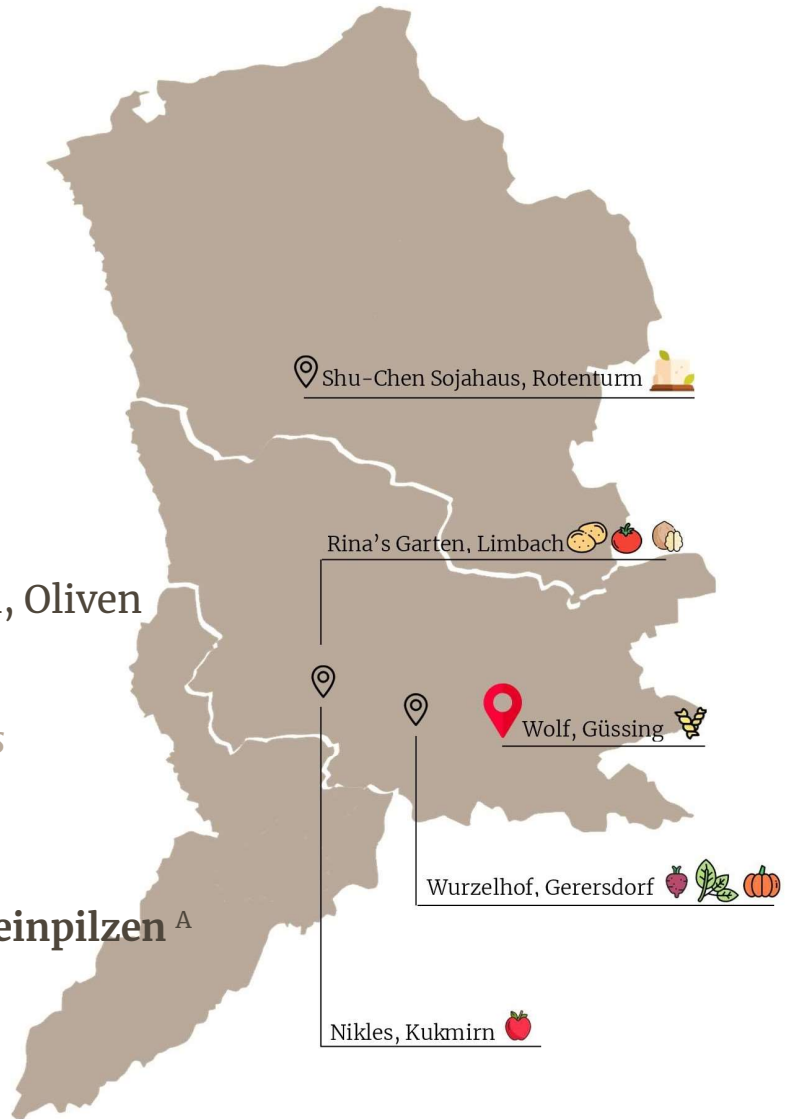 Shu-Chen Sojahaus, Rotenturm
Rina’s Garten, Limbach
, Oliven
Wolf, Güssing
Wurzelhof, Gerersdorf
einpilzen A
Nikles, Kukmirn